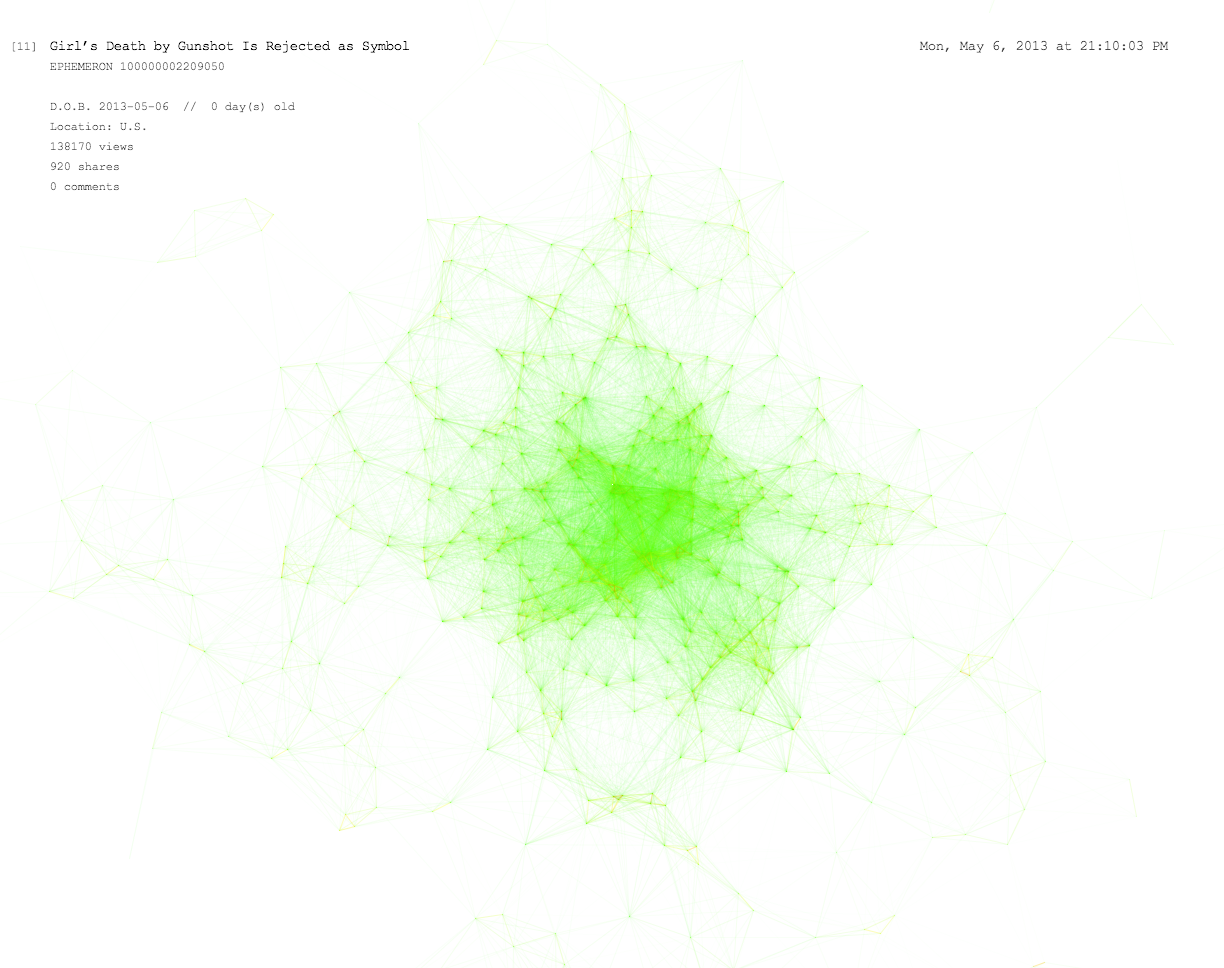 [11] Girl's Death by Gunshot Is Rejected as Symbol
Mon, May 6, 2013 at 21:10:03 PM
EPHEMERON 100000002209050
D.O.B. 2013-05-06 // 0 day(s) old
Location: U.S.
138170 views
920 shares
0 comments